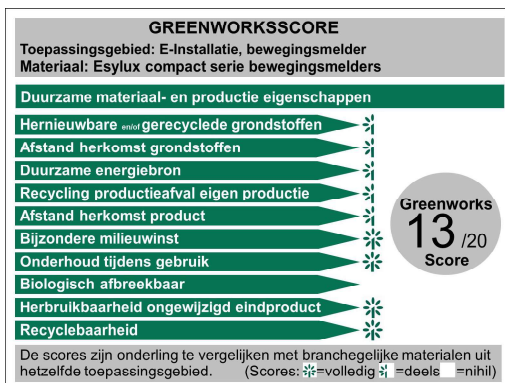 GREENWORKSSCORE
Toepassingsgebied: E-Installatie, bewegingsmelder
Materiaal: Esylux compact serie bewegingsmelders
Duurzame materiaal- en productie eigenschappen
Hernieuwbare en/of gerecyclede grondstoffen
Afstand herkomst grondstoffen
Duurzame energiebron
Recycling productieafval eigen productie
Afstand herkomst product
Bijzondere milieuwinst
Onderhoud tijdens gebruik
Biologisch afbreekbaar
Herbruikbaarheid ongewijzigd eindproduct
Recyclebaarheid
Greenworks
13 /20
Score
De scores zijn onderling te vergelijken met branchegelijke materialen uit
hetzelfde toepassingsgebied. (Scores: =volledig =deels =nihil)